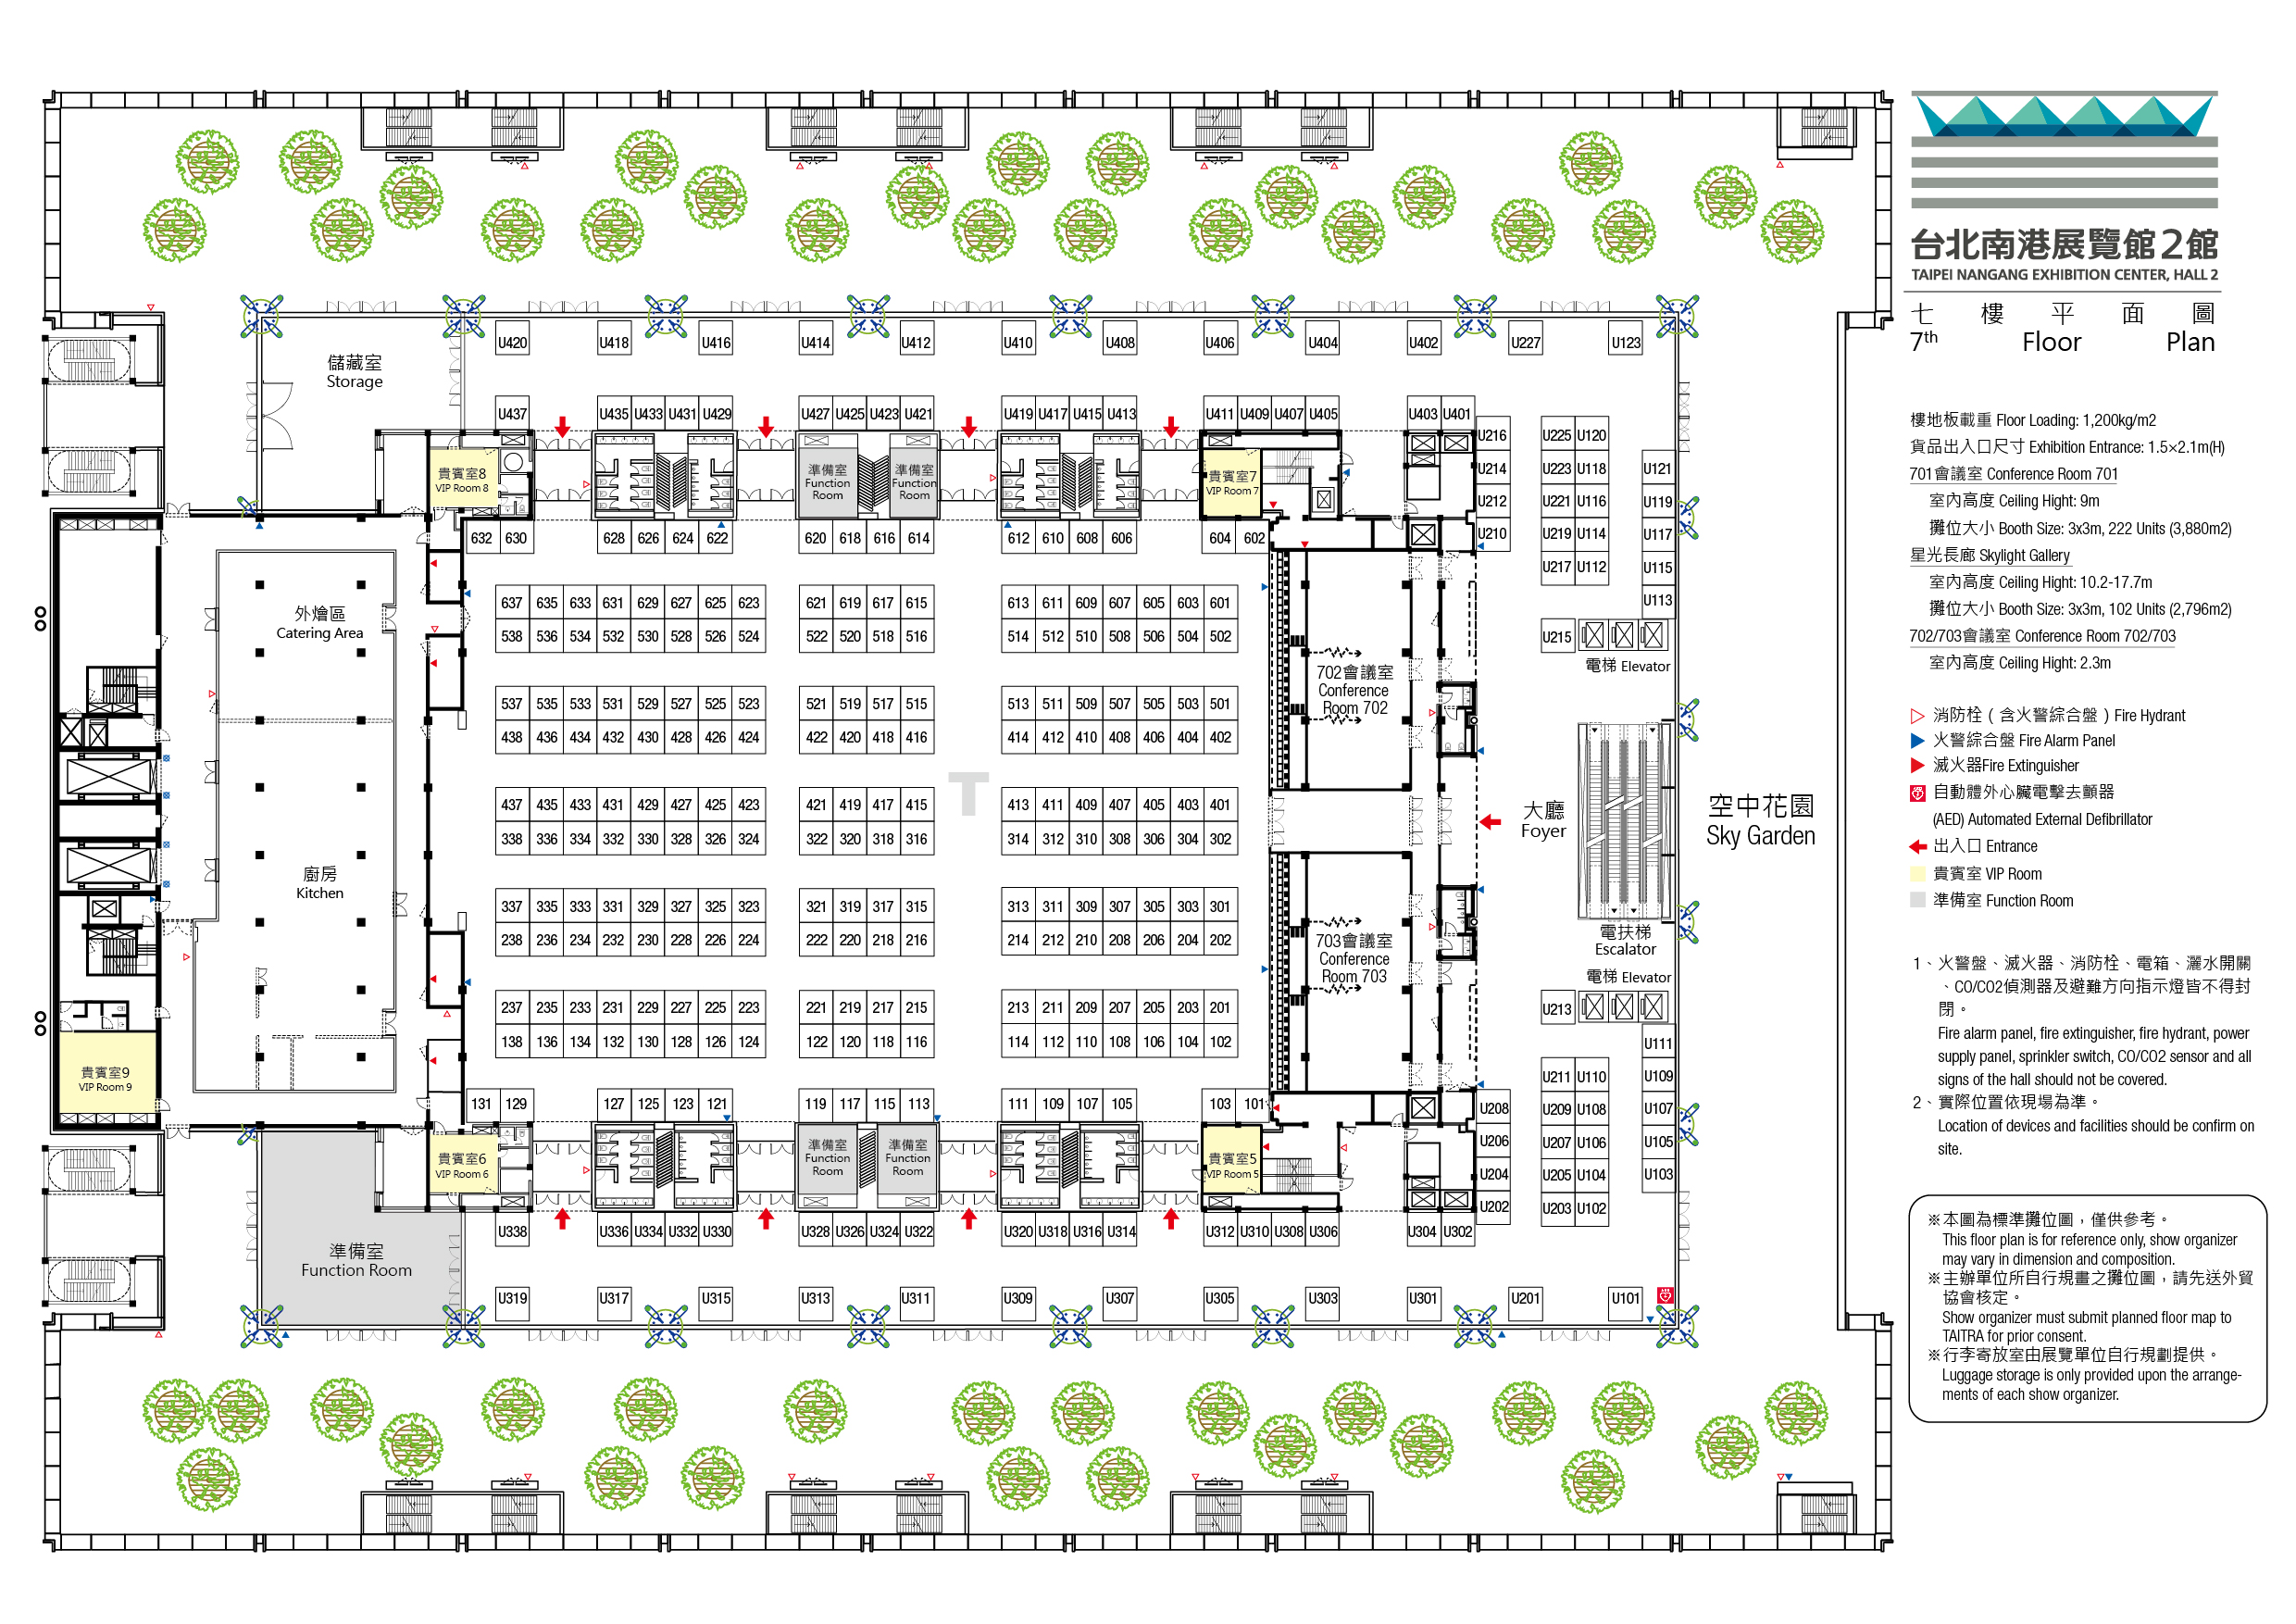 台北南港展覽館2館
TAIPEI NANGANG EXHIBITION CENTER, HALL 2
七樓平面圖
7th Floor Plan
樓地板載重 Floor Loading: 1,200kg/m2
貨品出入口尺寸 Exhibition Entrance: 1.5×2.1m(H)
701會議室 Conference Room 701
室內高度 Ceiling Hight: 9m
攤位大小 Booth Size: 3x3m, 222 Units (3,880m2)
星光長廊 Skylight Gallery
室內高度 Ceiling Hight: 10.2-17.7m
攤位大小 Booth Size: 3x3m, 102 Units (2,796m2)
702/703會議室 Conference Room 702/703
室內高度 Ceiling Hight: 2.3m
消防栓（含火警綜合盤）Fire Hydrant
火警綜合盤 Fire Alarm Panel
滅火器Fire Extinguisher
自動體外心臟電擊去顫器
(AED) Automated External Defibrillator
出入口 Entrance
貴賓室 VIP Room
準備室 Function Room
1、火警盤、滅火器、消防栓、電箱、灑水開關
、CO/CO2偵測器及避難方向指示燈皆不得封
閉。
Fire alarm panel, fire extinguisher, fire hydrant, power
supply panel, sprinkler switch, CO/CO2 sensor and all
signs of the hall should not be covered.
2、實際位置依現場為準。
Location of devices and facilities should be confirm on
site.
※本圖為標準攤位圖，僅供參考。
This floor plan is for reference only, show organizer
may vary in dimension and composition.
※主辦單位所自行規畫之攤位圖，請先送外貿
協會核定。
Show organizer must submit planned floor map to
TAITRA for prior consent.
※行李寄放室由展覽單位自行規劃提供。
Luggage storage is only provided upon the arrange-
ments of each show organizer.
U420 U418 U416 U414 U412 U410 U408 U406 U404 U402 U227 U123
儲藏室
Storage
U437 U435 U433 U431 U429 U427 U425 U423 U421 U419 U417 U415 U413 U411 U409 U407 U405 U403 U401
U216 U225 U120
U214 U223 U118 U121
U212 U221 U116 U119
U210 U219 U114 U117
U217 U112 U115
U113
U215
電梯 Elevator
貴賓室8
VIP Room 8
準備室
Function
Room
準備室
Function
Room
貴賓室7
VIP Room 7
632 630 628 626 624 622 620 618 616 614 612 610 608 606 604 602
637 635 633 631 629 627 625 623 621 619 617 615 613 611 609 607 605 603 601
538 536 534 532 530 528 526 524 522 520 518 516 514 512 510 508 506 504 502
537 535 533 531 529 527 525 523 521 519 517 515 513 511 509 507 505 503 501
438 436 434 432 430 428 426 424 422 420 418 416 414 412 410 408 406 404 402
437 435 433 431 429 427 425 423 421 419 417 415 413 411 409 407 405 403 401
338 336 334 332 330 328 326 324 322 320 318 316 314 312 310 308 306 304 302
337 335 333 331 329 327 325 323 321 319 317 315 313 311 309 307 305 303 301
238 236 234 232 230 228 226 224 222 220 218 216 214 212 210 208 206 204 202
237 235 233 231 229 227 225 223 221 219 217 215 213 211 209 207 205 203 201
138 136 134 132 130 128 126 124 122 120 118 116 114 112 110 108 106 104 102
131 129 127 125 123 121 119 117 115 113 111 109 107 105 103 101
T
外燴區
Catering Area
廚房
Kitchen
702會議室
Conference
Room 702
703會議室
Conference
Room 703
大廳
Foyer
空中花園
Sky Garden
電扶梯
Escalator
電梯 Elevator
U213
U111
U211 U110 U109
U208 U209 U108 U107
U206 U207 U106 U105
U204 U205 U104 U103
U202 U203 U102
貴賓室9
VIP Room 9
貴賓室6
VIP Room 6
準備室
Function
Room
準備室
Function
Room
貴賓室5
VIP Room 5
U338 U336 U334 U332 U330 U328 U326 U324 U322 U320 U318 U316 U314 U312 U310 U308 U306 U304 U302
準備室
Function Room
U319 U317 U315 U313 U311 U309 U307 U305 U303 U301 U201 U101